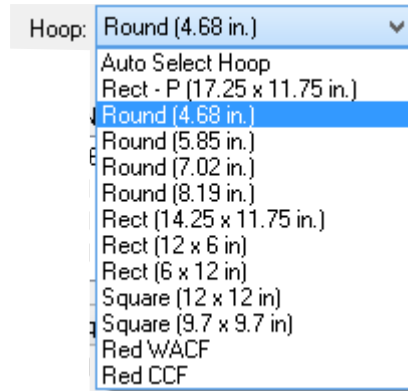 Hoop: Round (4.68 in.)
Auto Select Hoop
Rect - P (17.25 x 11.75 in.)
Round (4.68 in.)
Round (5.85 in.)
Round (7.02 in.)
Round (8.19 in.)
Rect (14.25 x 11.75 in.)
Rect (12 x 6 in)
Rect (6 x 12 in)
Square (12 x 12 in)
Square (9.7 x 9.7 in)
Red WACF
Red CCF